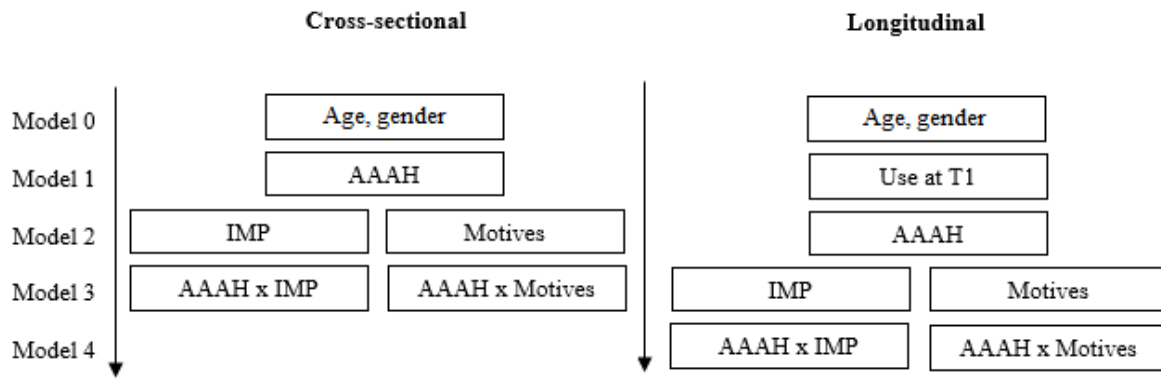 Cross-sectional Longitudinal
Model 0 Age, gender Age, gender
Model 1 AAAH Use at T1
Model 2 IMP Motives AAAH
Model 3 AAAH x IMP AAAH x Motives IMP Motives
Model 4 AAAH x IMP AAAH x Motives